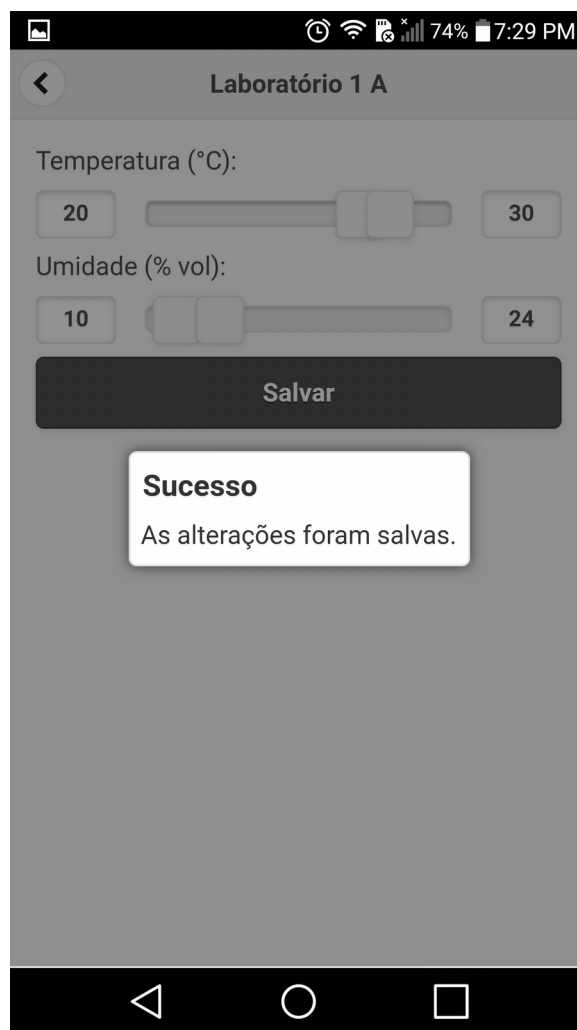 74% 7:29 PM
Laboratório 1 A
Temperatura (°C):
20 30
Umidade (% vol):
10 24
Salvar
Sucesso
As alterações foram salvas.